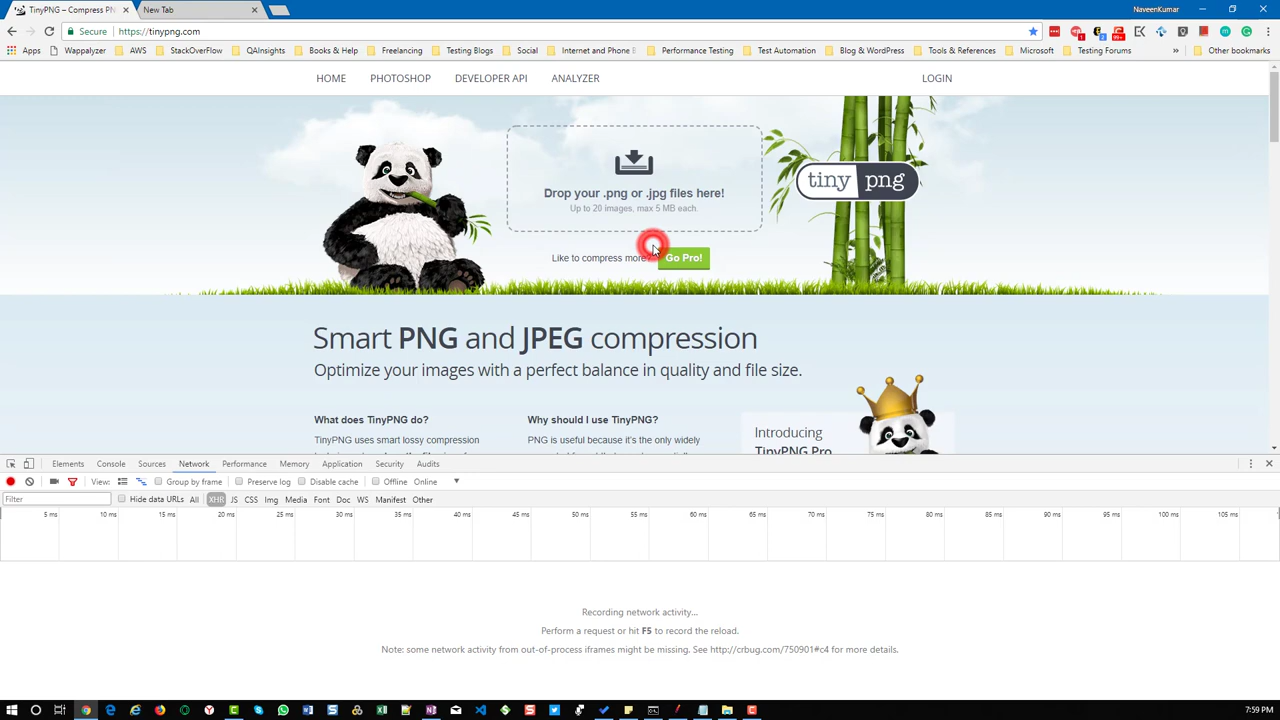 TinyPNG – Compress PN
New Tab
NaveenKumar
Secure
https://tinypng.com
Apps
Wappalyzer
AWS
StackOverFlow
QAInsights
Books & Help
Freelancing
Testing Blogs
Social
Internet and Phone
Performance Testing
Test Automation
Blog & WordPress
Tools & References
Microsoft
Testing Forums
»
Other bookmarks
HOME
PHOTOSHOP
DEVELOPER API
ANALYZER
LOGIN
Drop your .png or .jpg files here!
Up to 20 images, max 5 MB each.
tiny png
Like to compress more
Go Pro!
Smart PNG and JPEG compression
Optimize your images with a perfect balance in quality and file size.
What does TinyPNG do?
TinyPNG uses smart lossy compression
Why should I use TinyPNG?
PNG is useful because it's the only widely
Introducing
TinyPNG Pro
Elements
Console
Sources
Network
Performance
Memory
Application
Security
Audits
View:
Group by frame
Preserve log
Disable cache
Offline
Online
Filter
Hide data URLs
All
XHR
JS
CSS
Img
Media
Font
Doc
WS
Manifest
Other
5 ms
10 ms
15 ms
20 ms
25 ms
30 ms
35 ms
40 ms
45 ms
50 ms
55 ms
60 ms
65 ms
70 ms
75 ms
80 ms
85 ms
90 ms
95 ms
100 ms
105 ms
Recording network activity...
Perform a request or hit F5 to record the reload.
Note: some network activity from out-of-process iframes might be missing. See http://crbug.com/750901#c4 for more details.
7:59 PM